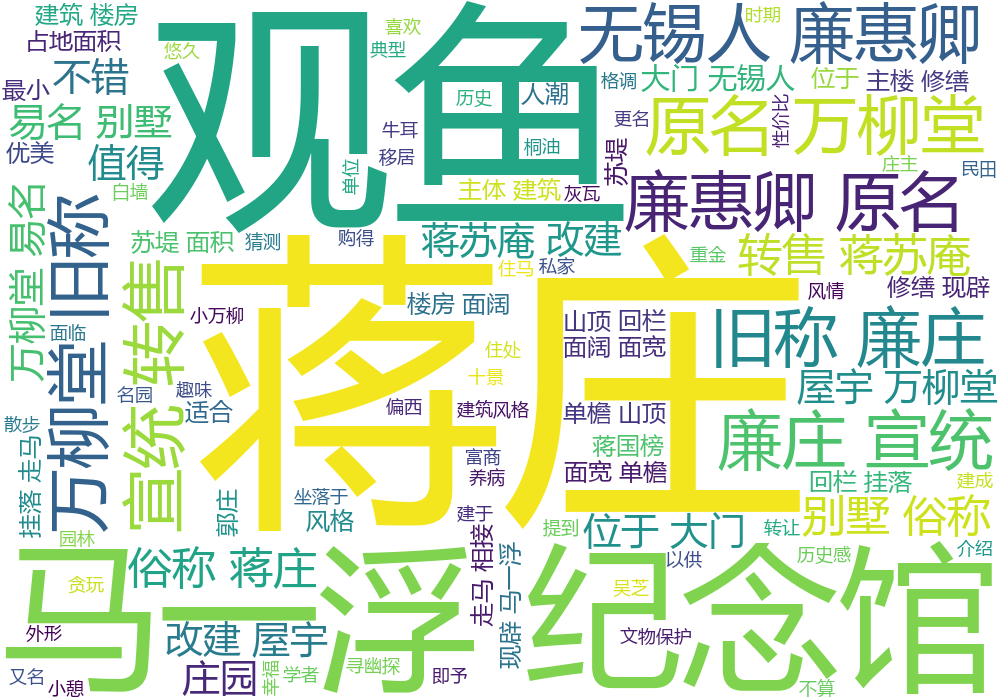 建筑 楼房
占地面积
悠久
喜欢
典型
观鱼
无锡人 廉惠卿
时期
最小
不错
历史
人潮
格调
大门 无锡人
位于
主楼 修缮
易名 别墅
优美
值得
牛耳
移居
桐油
更名
原名 万柳堂
性价比
苏堤
庄主
民田
白墙
单位
主体 建筑
灰瓦
廉惠卿 原名
万柳堂 易名
旧称
万柳堂
苏堤 面积
猜测
购得
蒋苏庵 改建
重金
转售 蒋苏庵
宣统 转售
蒋庄
住马
私家
风情
修缮 现辟
小万柳
楼房 面阔
山顶 回栏
面阔 面宽
旧称 廉庄
面临
住处
十景
名园
趣味
适合
偏西
建筑风格
单檐 山顶
屋宇 万柳堂
散步
挂落 走马
蒋国榜
廉庄 宣统
富商
养病
面宽 单檐
回栏 挂落
建成
郭庄
坐落于
风格
建于
提到
位于 大门
转让
别墅 俗称
园林
俗称 蒋庄
走马 相接
现辟 马一浮
以供
历史感
介绍
贪玩
马一浮 纪念馆
吴芝
外形
改建 屋宇
文物保护
又名
小憩
庄园
幸福
学者
寻幽探
即予
不算